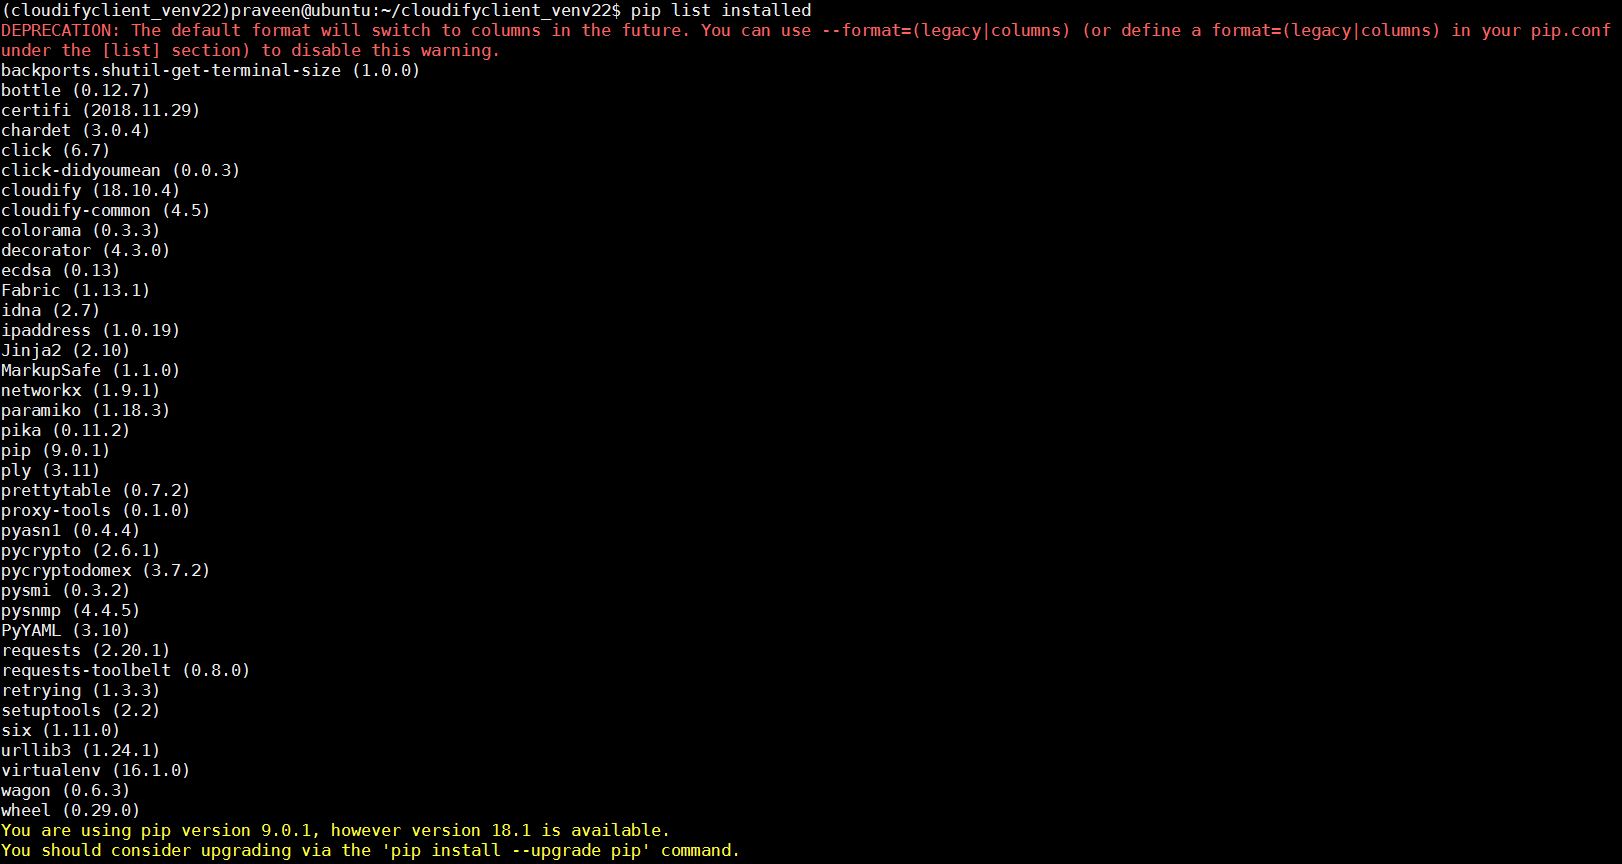 (cloudifyclient_venv22)praveen@ubuntu:~/cloudifyclient_venv22$ pip list installed
DEPRECATION: The default format will switch to columns in the future. You can use --format=(legacy|columns) (or define a format=(legacy|columns) in your pip.conf
under the [list] section) to disable this warning.
backports.shutil-get-terminal-size (1.0.0)
bottle (0.12.7)
certifi (2018.11.29)
chardet (3.0.4)
click (6.7)
click-didyoumean (0.0.3)
cloudify (18.10.4)
cloudify-common (4.5)
colorama (0.3.3)
decorator (4.3.0)
ecdsa (0.13)
Fabric (1.13.1)
idna (2.7)
ipaddress (1.0.19)
Jinja2 (2.10)
MarkupSafe (1.1.0)
networkx (1.9.1)
paramiko (1.18.3)
pika (0.11.2)
pip (9.0.1)
ply (3.11)
prettytable (0.7.2)
proxy-tools (0.1.0)
pyasn1 (0.4.4)
pycrypto (2.6.1)
pycryptodomex (3.7.2)
pysmi (0.3.2)
pysnmp (4.4.5)
PyYAML (3.10)
requests (2.20.1)
requests-toolbelt (0.8.0)
retrying (1.3.3)
setuptools (2.2)
six (1.11.0)
urllib3 (1.24.1)
virtualenv (16.1.0)
wagon (0.6.3)
wheel (0.29.0)
You are using pip version 9.0.1, however version 18.1 is available.
You should consider upgrading via the 'pip install --upgrade pip' command.